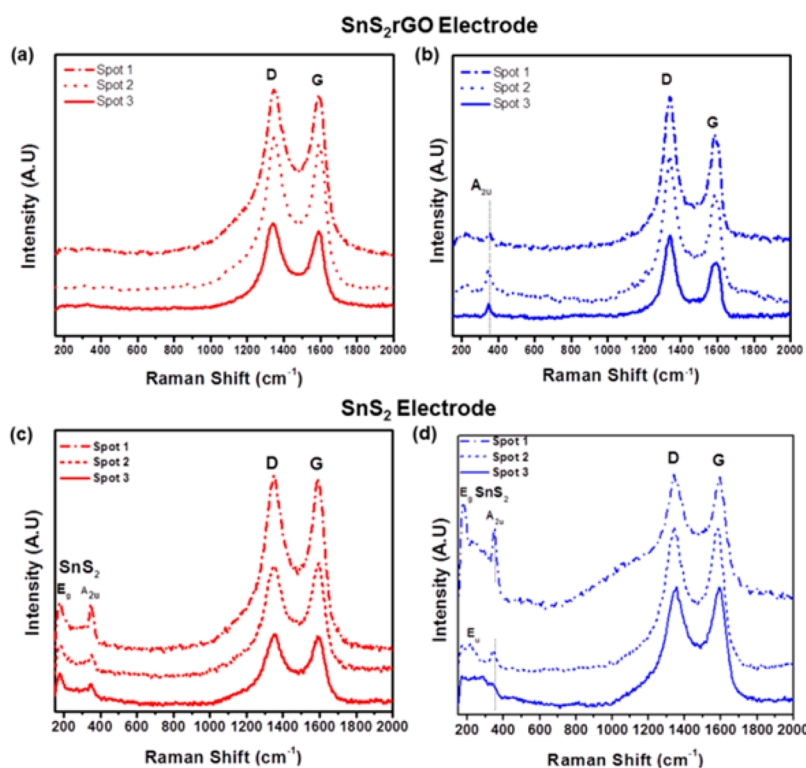 SnS₂rGO Electrode
(a)
Spot 1
Spot 2
Spot 3
D
G
Intensity (A.U)
200 400 600 800 1000 1200 1400 1600 1800 2000
Raman Shift (cm⁻¹)
(b)
Spot 1
Spot 2
Spot 3
D
G
A₂ᵤ
Intensity (A.U)
200 400 600 800 1000 1200 1400 1600 1800 2000
Raman Shift (cm⁻¹)
SnS₂ Electrode
(c)
Spot 1
Spot 2
Spot 3
D
G
SnS₂
E_g A₂ᵤ
Intensity (A.U)
200 400 600 800 1000 1200 1400 1600 1800 2000
Raman Shift (cm⁻¹)
(d)
Spot 1
Spot 2
Spot 3
D
G
E_g SnS₂
A₂ᵤ
Eᵤ
Intensity (A.U)
200 400 600 800 1000 1200 1400 1600 1800 2000
Raman Shift (cm⁻¹)